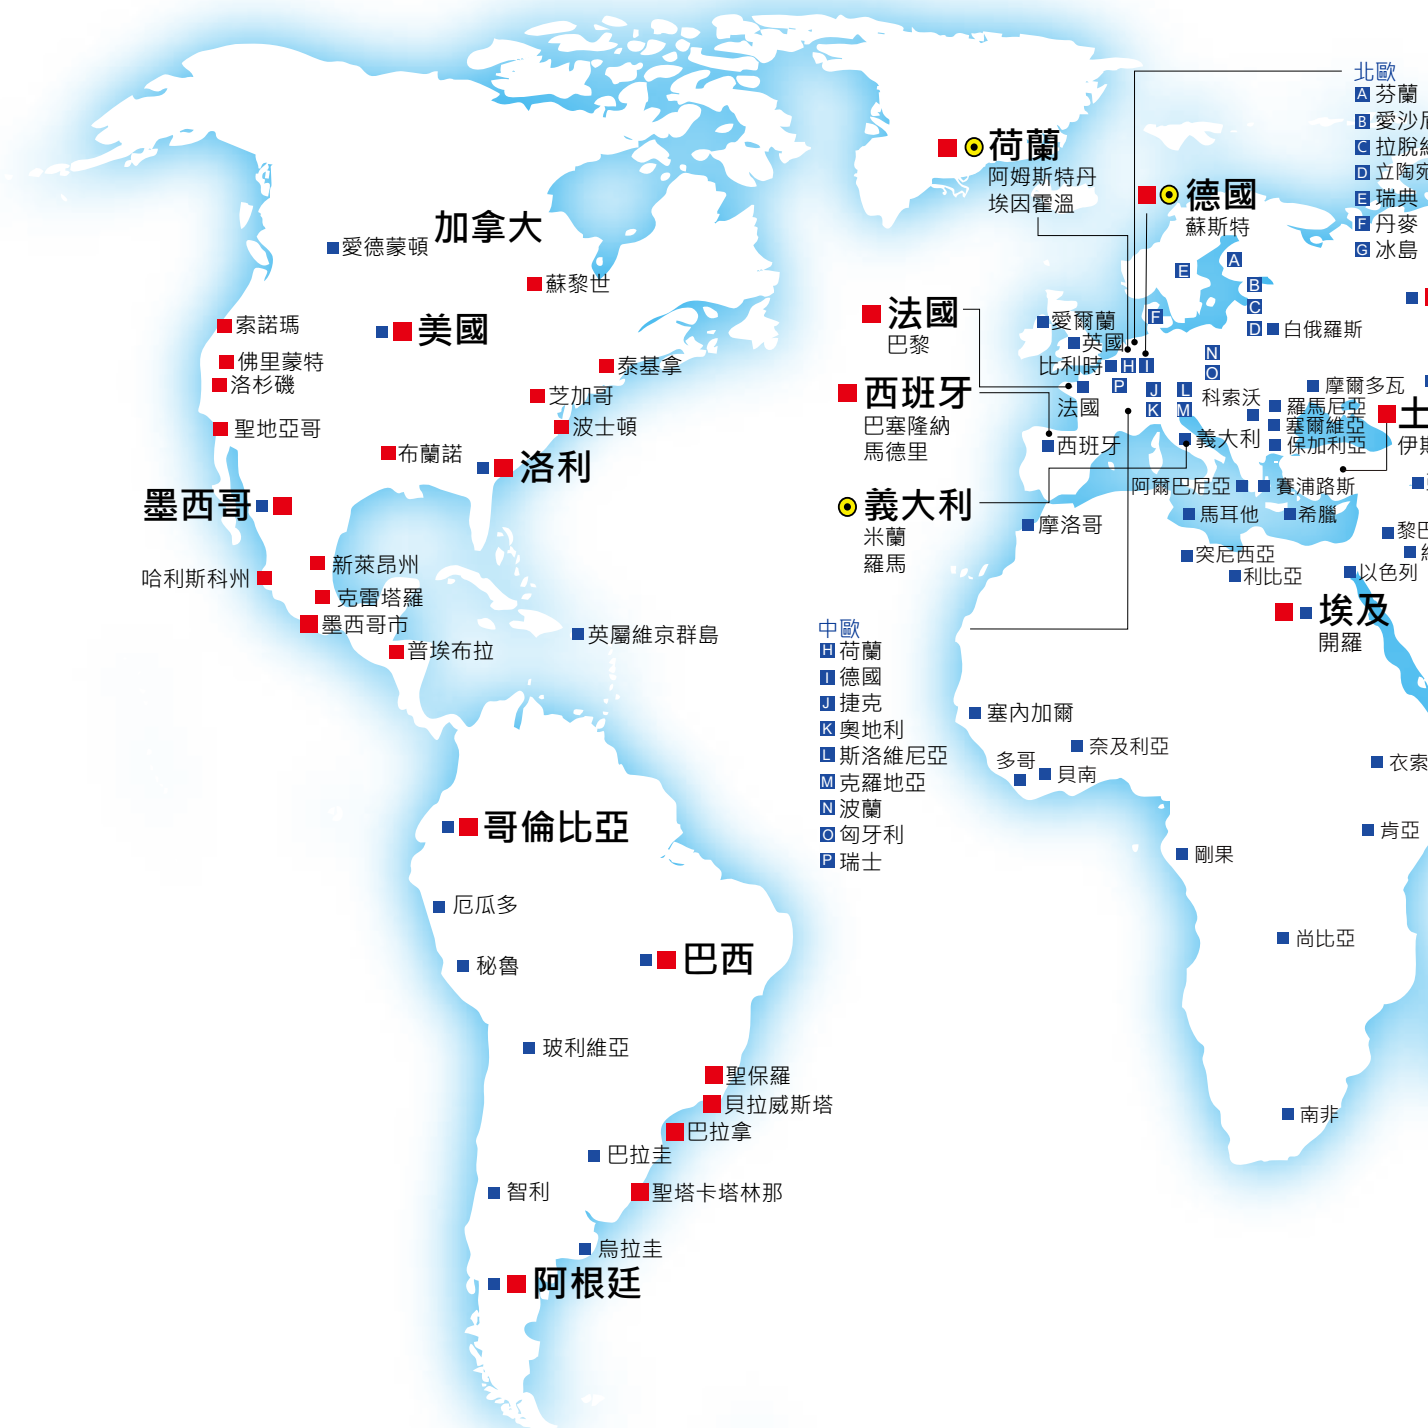 北歐
A 芬蘭
B 愛沙
C 拉脫
D 立陶宛
E 瑞典
F 丹麥
G 冰島
荷蘭
阿姆斯特丹
埃因霍溫
德國
蘇斯特
加拿大
愛德蒙頓
蘇黎世
美國
索諾瑪
佛里蒙特
洛杉磯
聖地亞哥
泰基拿
芝加哥
波士頓
布蘭諾
洛利
墨西哥
新萊昂州
哈利斯科州
克雷塔羅
墨西哥市
普埃布拉
英屬維京群島
法國
巴黎
西班牙
巴塞隆納
馬德里
義大利
米蘭
羅馬
E
A
B
C
D
白俄羅斯
F
愛爾蘭
英國
比利時
H
I
N
O
P
J
L
K
M
法國
科索沃
摩爾多瓦
羅馬尼亞
塞爾維亞
保加利亞
土
伊斯
西班牙
義大利
阿爾巴尼亞
賽浦路斯
馬耳他
希臘
摩洛哥
突尼西亞
利比亞
黎巴
以色列
埃及
開羅
中歐
H 荷蘭
I 德國
J 捷克
K 奧地利
L 斯洛維尼亞
M 克羅地亞
N 波蘭
O 匈牙利
P 瑞士
塞內加爾
奈及利亞
多哥
貝南
衣索
肯亞
剛果
尚比亞
南非
哥倫比亞
厄瓜多
秘魯
巴西
玻利維亞
聖保羅
貝拉威斯塔
巴拉拿
巴拉圭
智利
聖塔卡塔林那
烏拉圭
阿根廷